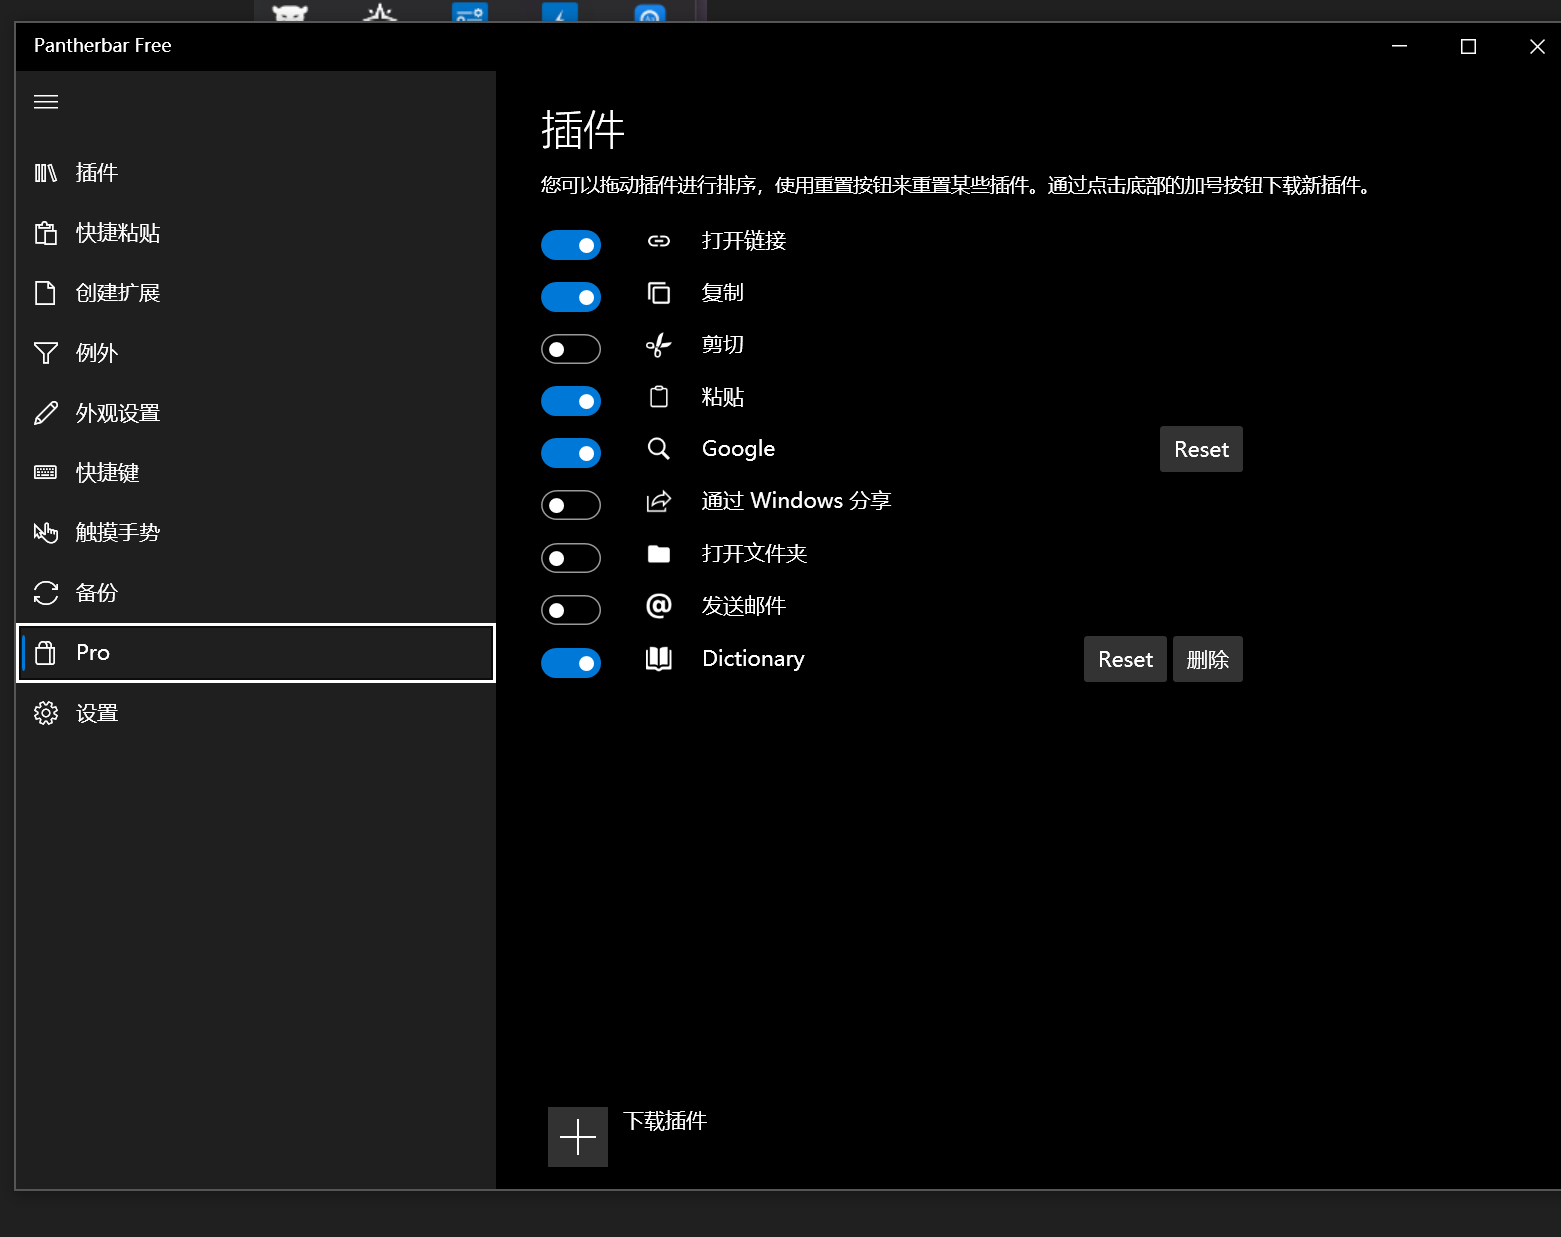 Pantherbar Free
插件
快捷粘贴
创建扩展
例外
外观设置
快捷键
触摸手势
备份
Pro
设置
插件
您可以拖动插件进行排序，使用重置按钮来重置某些插件。通过点击底部的加号按钮下载新插件。
打开链接
复制
剪切
粘贴
Google Reset
通过 Windows 分享
打开文件夹
发送邮件
Dictionary Reset 删除
下载插件